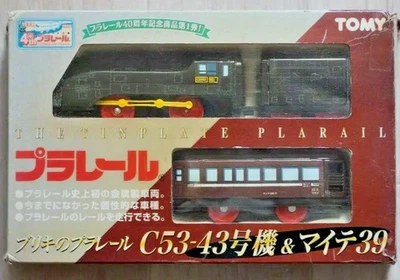 プラレール40周年記念商品第1弾!
TOMY
プラレール
THE TINPLATE PLARAIL
プラレール
●プラレール史上初の金属製車両。
●今までになかった個性的な車種。
●プラレールのレールを走行できる。
ブリキのプラレール C53-43号機&マイテ39